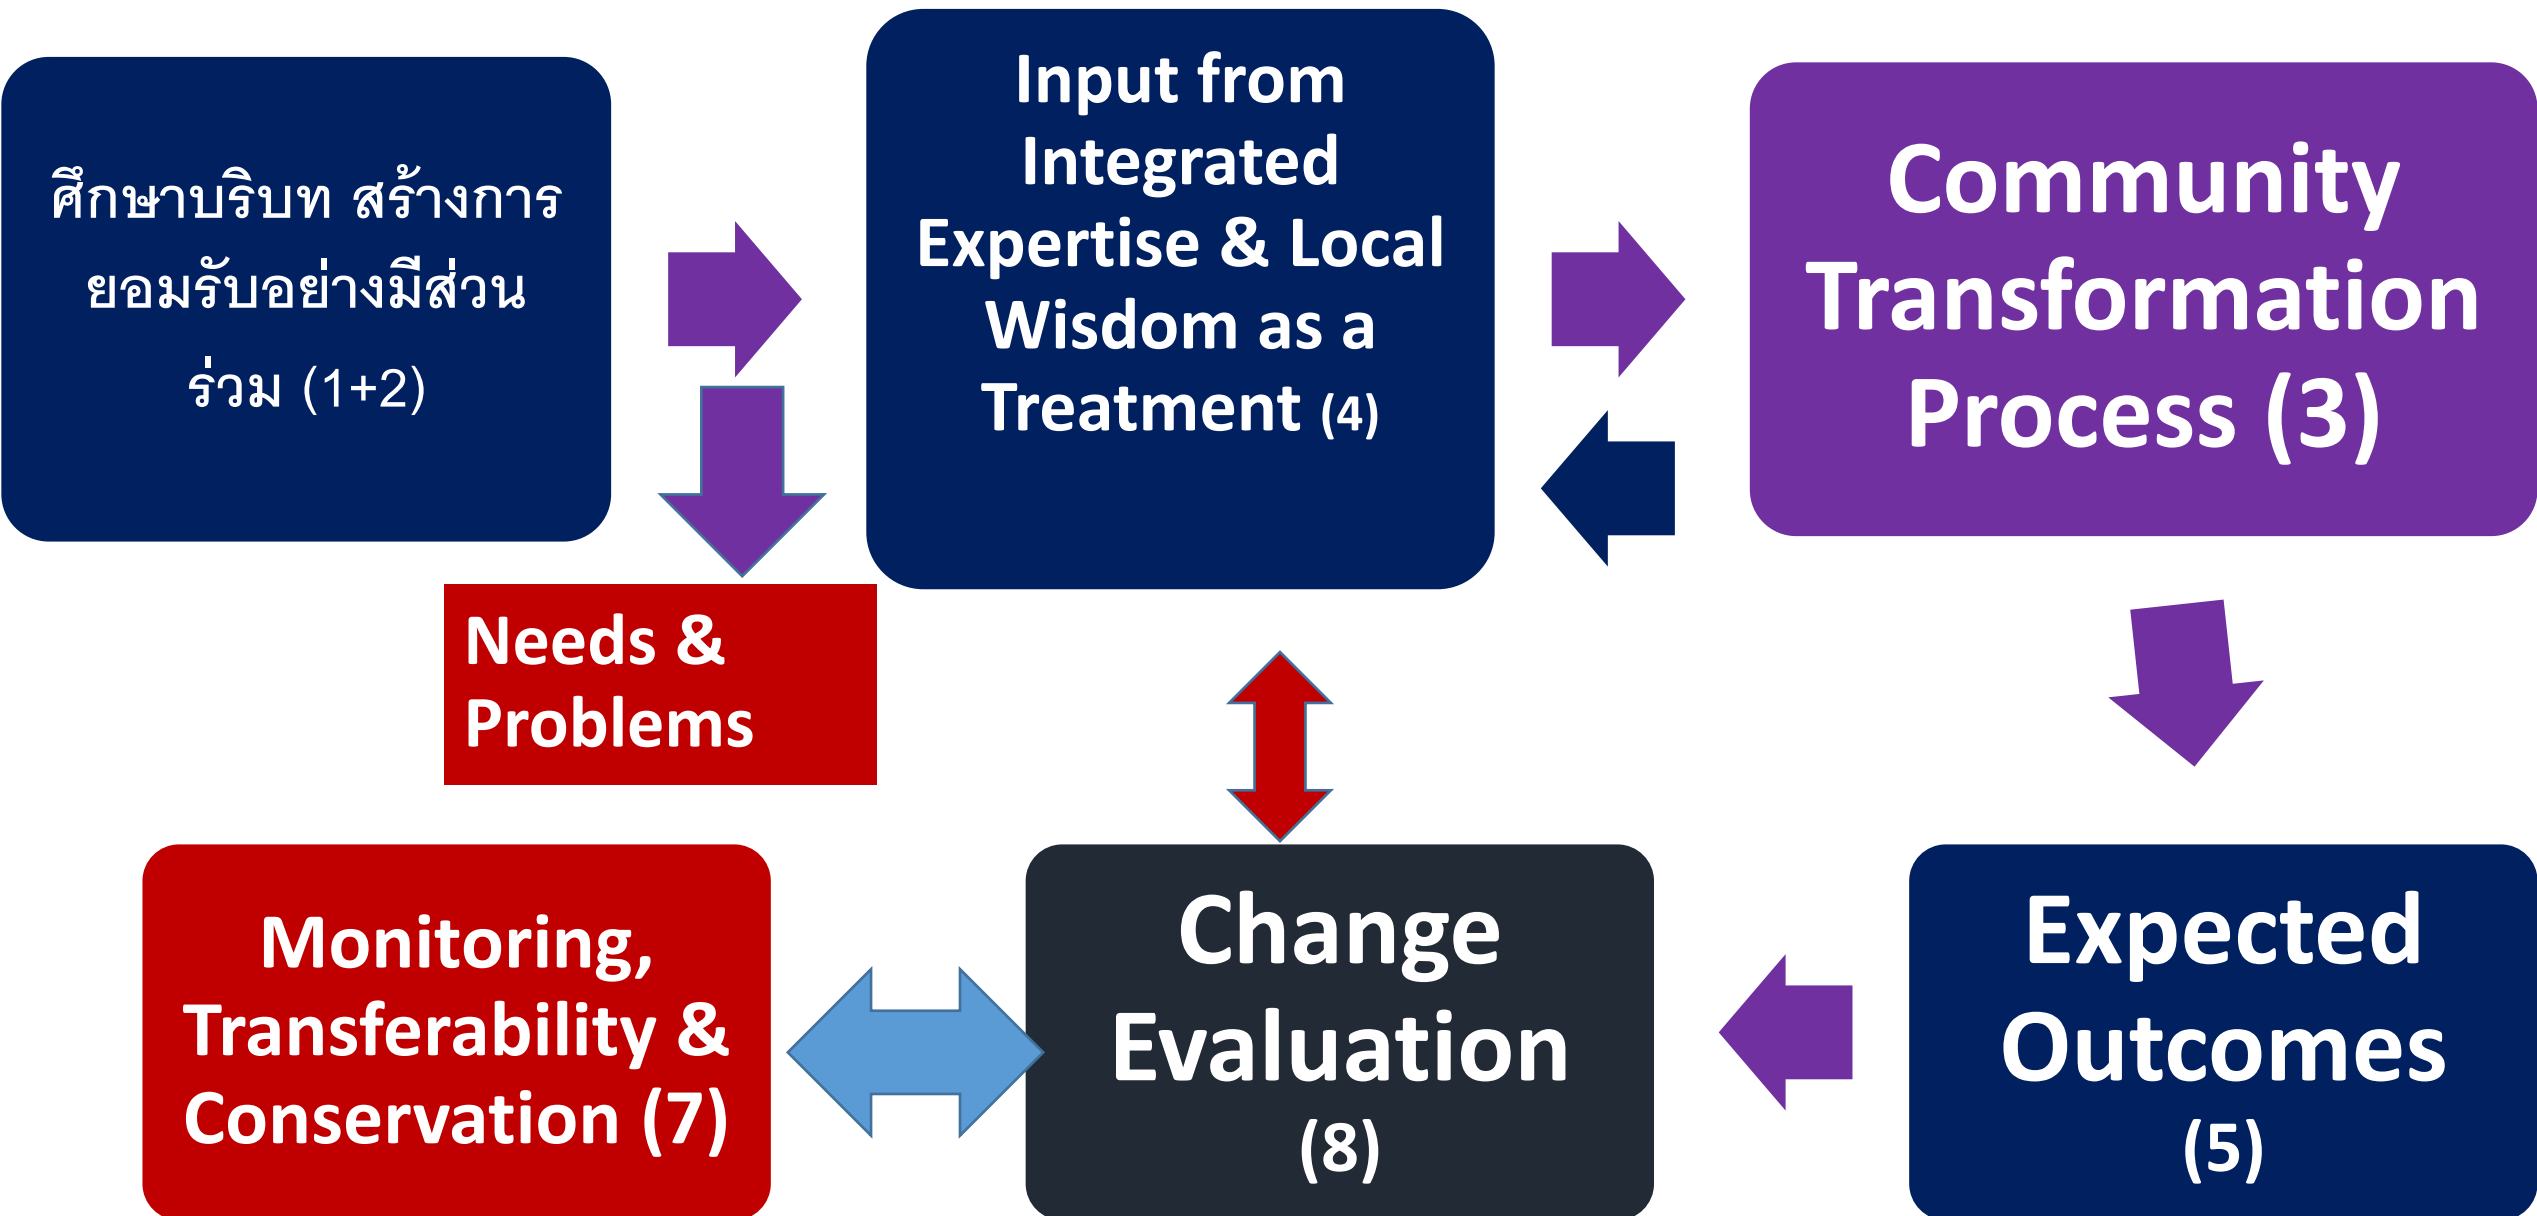 ศึกษาบริบท สร้างการ
ยอมรับอย่างมีส่วน
ร่วม (1+2)
Input from
Integrated
Expertise & Local
Wisdom as a
Treatment (4)
Community
Transformation
Process (3)
Needs &
Problems
Monitoring,
Transferability &
Conservation (7)
Change
Evaluation
(8)
Expected
Outcomes
(5)